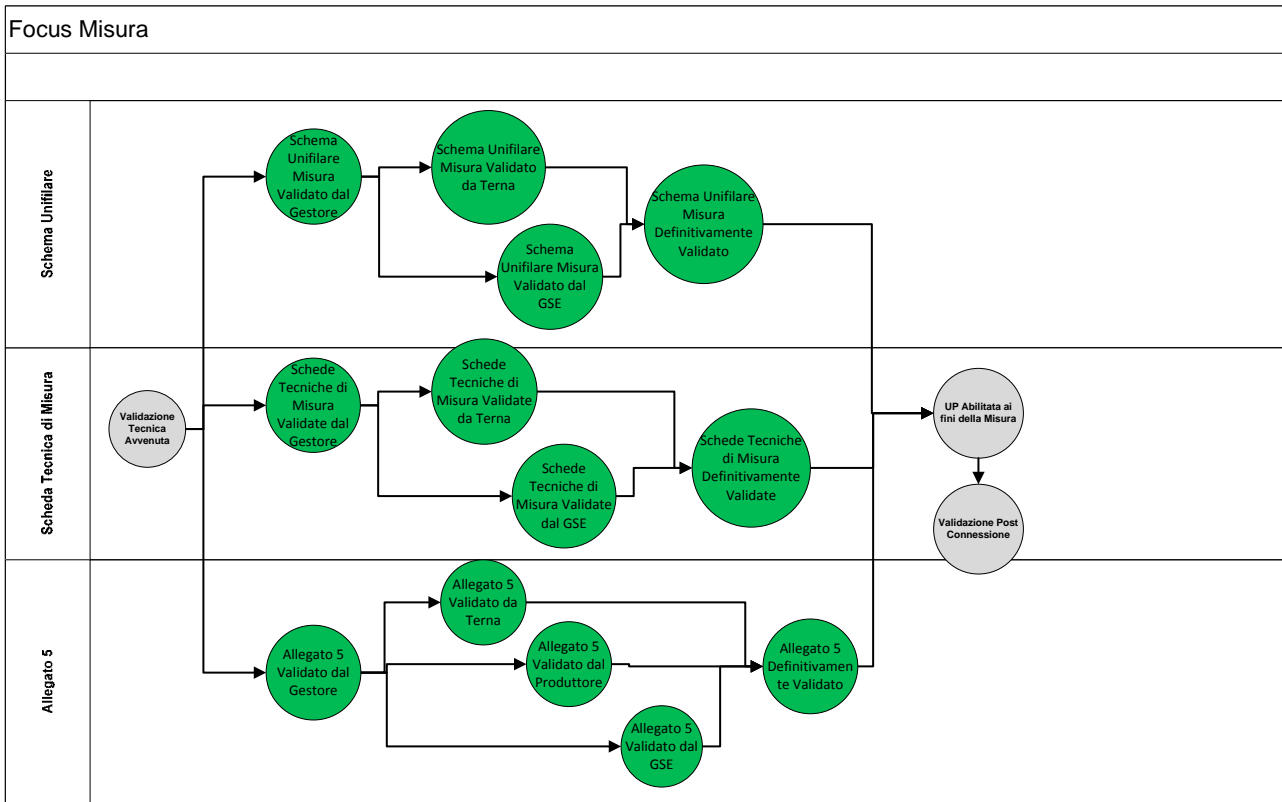 Focus Misura
Schema Unifilare
Schema
Unifilare
Misura
Validato dal
Gestore
Schema Unifilare
Misura Validato
da Terna
Schema
Unifilare Misura
Validato dal
GSE
Schema Unifilare
Misura
Definitivamente
Validato
Scheda Tecnica di Misura
Validazione
Tecnica
Avvenuta
Schede
Tecniche di
Misura
Validate dal
Gestore
Schede
Tecniche di
Misura Validate
da Terna
Schede
Tecniche di
Misura Validate
dal GSE
Schede Tecniche
di Misura
Definitivamente
Validate
UP Abilitata ai
fini della Misura
Validazione Post
Connessione
Allegato 5
Allegato 5
Validato dal
Gestore
Allegato 5
Validato da
Terna
Allegato 5
Validato dal
Produttore
Allegato 5
Validato dal
GSE
Allegato 5
Definitivamen
te Validato